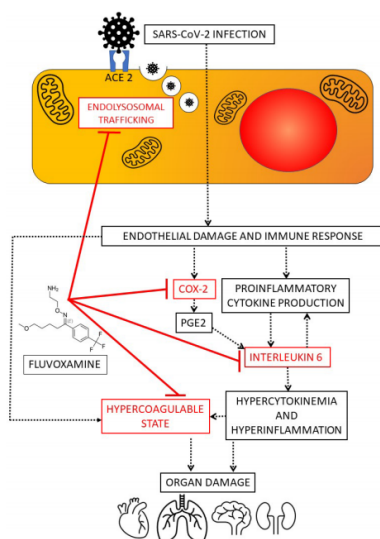 SARS-CoV-2 INFECTION
ACE 2
ENDOLYSOSOMAL
TRAFFICKING
ENDOTHELIAL DAMAGE AND IMMUNE RESPONSE
COX-2
PROINFLAMMATORY
CYTOKINE PRODUCTION
PGE2
NH₂
O
N
O
F
F
F
FLUVOXAMINE
INTERLEUKIN 6
HYPERCOAGULABLE
STATE
HYPERCYTOKINEMIA
AND
HYPERINFLAMMATION
ORGAN DAMAGE